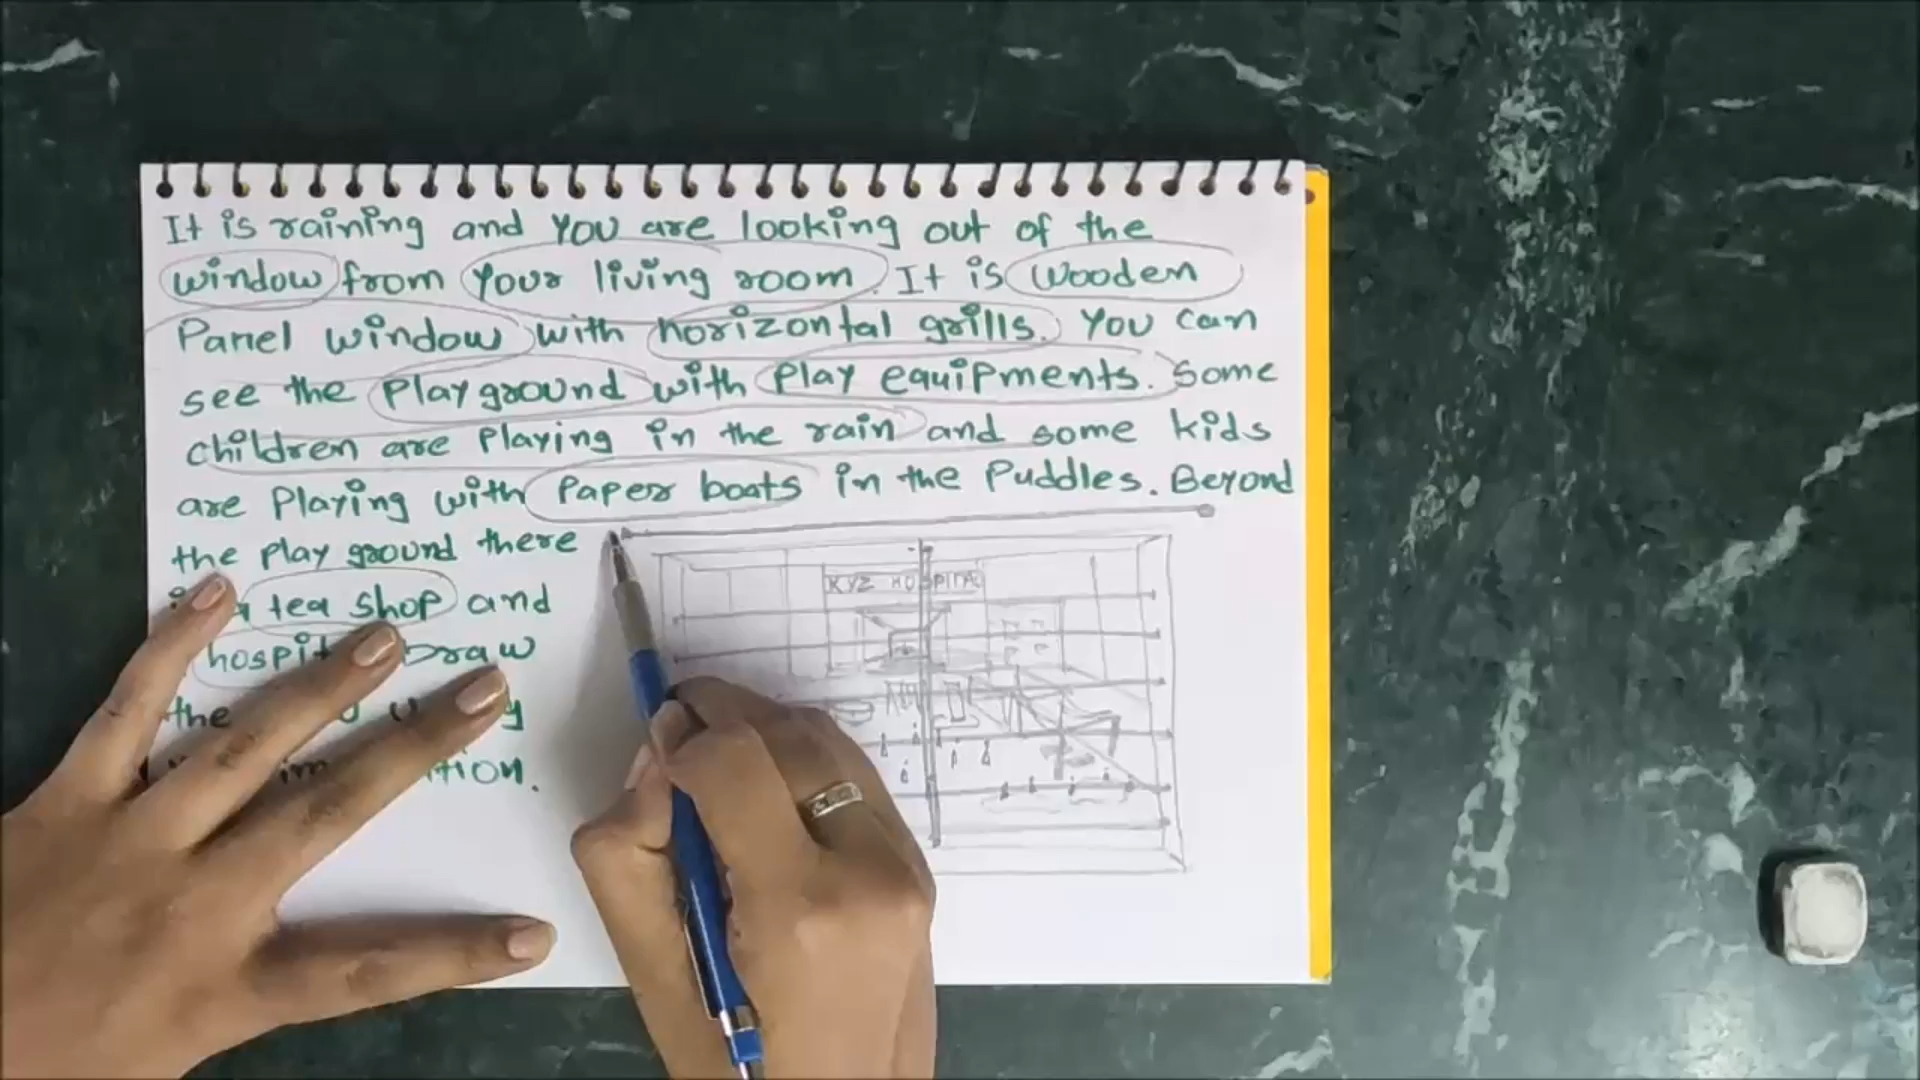 It is raining and you are looking out of the
window from your living room. It is wooden
Panel window with horizontal grills. You can
see the playground with play equipments. Some
children are playing in the rain and some kids
are playing with paper boats in the puddles. Beyond
the play ground there
tea shop and
Draw
the
XYZ HOSPITAL